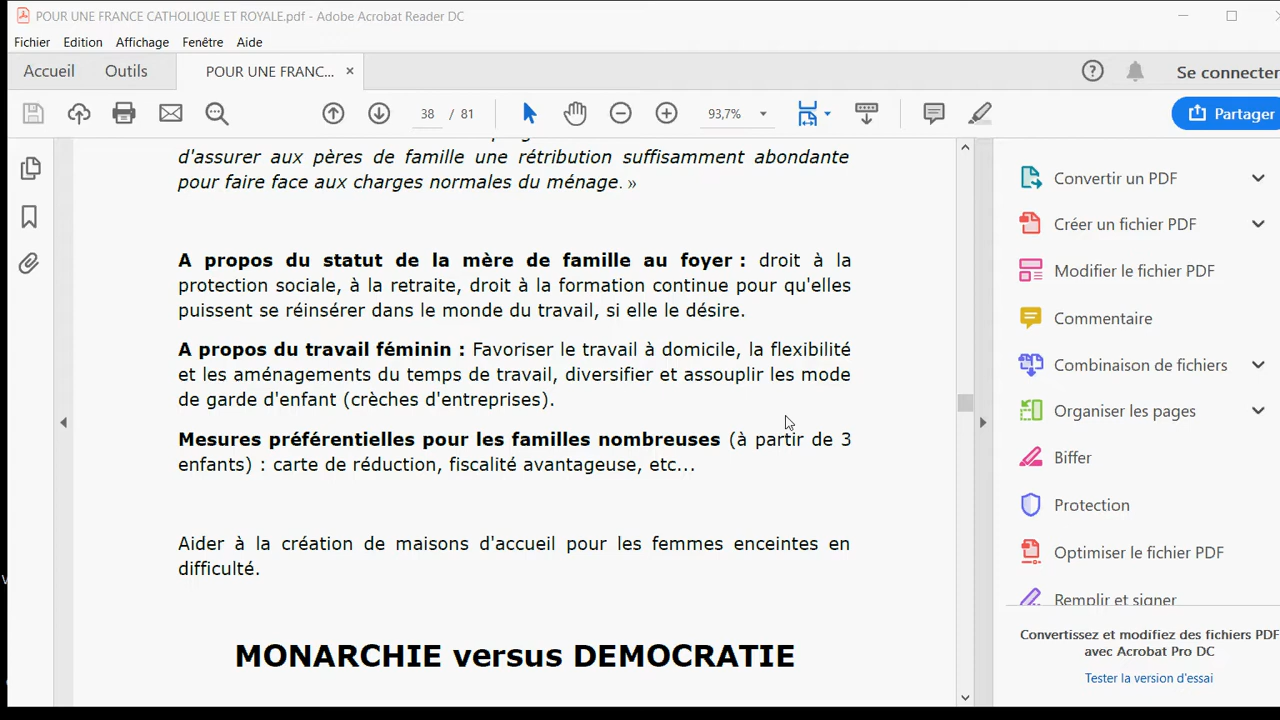 POUR UNE FRANCE CATHOLIQUE ET ROYALE.pdf - Adobe Acrobat Reader DC
Fichier Edition Affichage Fenêtre Aide
Accueil Outils POUR UNE FRANC... × Se connecter
38 / 81 93,7% Partager
d'assurer aux pères de famille une rétribution suffisamment abondante
pour faire face aux charges normales du ménage. »
A propos du statut de la mère de famille au foyer : droit à la
protection sociale, à la retraite, droit à la formation continue pour qu'elles
puissent se réinsérer dans le monde du travail, si elle le désire.
A propos du travail féminin : Favoriser le travail à domicile, la flexibilité
et les aménagements du temps de travail, diversifier et assouplir les mode
de garde d'enfant (crèches d'entreprises).
Mesures préférentielles pour les familles nombreuses (à partir de 3
enfants) : carte de réduction, fiscalité avantageuse, etc...
Aider à la création de maisons d'accueil pour les femmes enceintes en
difficulté.
MONARCHIE versus DEMOCRATIE
Convertir un PDF
Créer un fichier PDF
Modifier le fichier PDF
Commentaire
Combinaison de fichiers
Organiser les pages
Biffer
Protection
Optimiser le fichier PDF
Remplir et signer
Convertissez et modifiez des fichiers PDF
avec Acrobat Pro DC
Tester la version d'essai